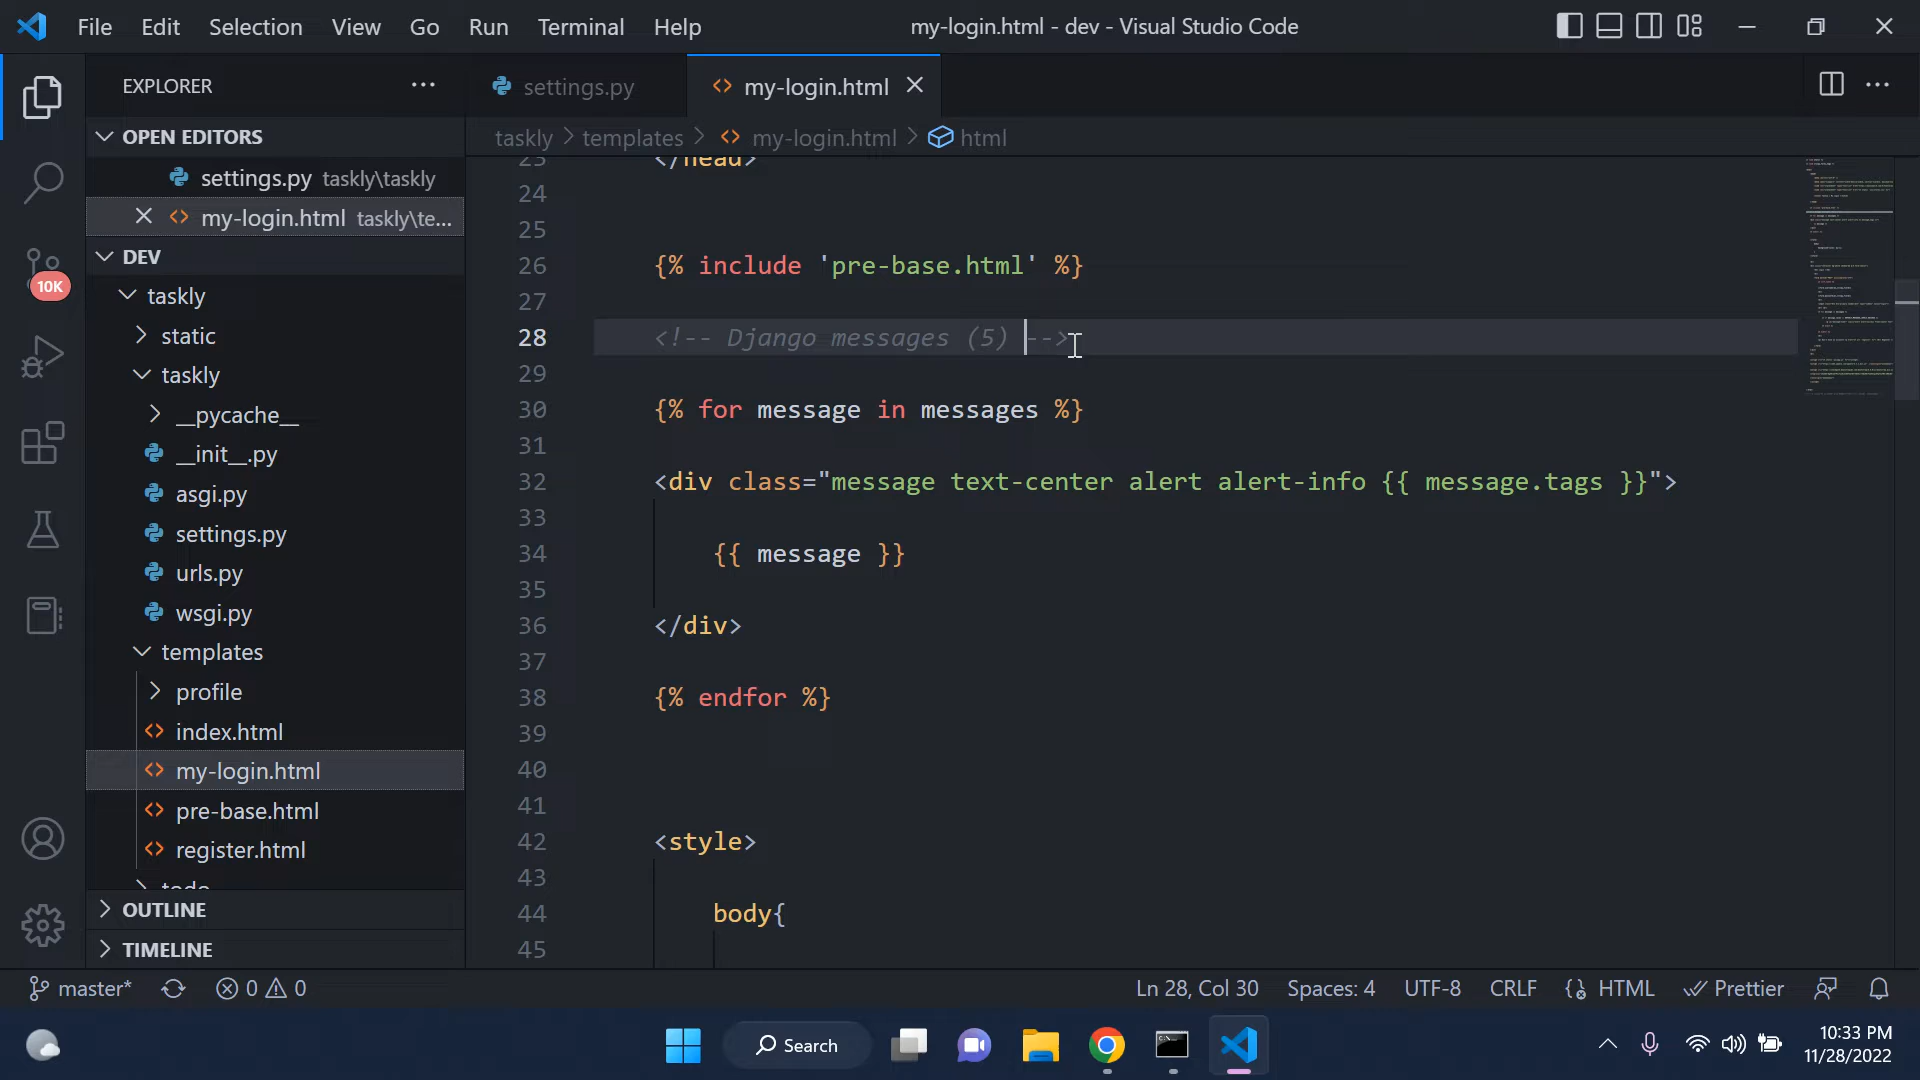 File Edit Selection View Go Run Terminal Help
my-login.html - dev - Visual Studio Code
EXPLORER
settings.py
my-login.html
OPEN EDITORS
settings.py taskly\taskly
my-login.html taskly\te...
DEV
10K
taskly
static
taskly
__pycache__
__init__.py
asgi.py
settings.py
urls.py
wsgi.py
templates
profile
index.html
my-login.html
pre-base.html
register.html
todo
OUTLINE
TIMELINE
taskly > templates > my-login.html > html
23 </head>
24
25
26 {% include 'pre-base.html' %}
27
28 <!-- Django messages (5) -->
29
30 {% for message in messages %}
31
32 <div class="message text-center alert alert-info {{ message.tags }}">
33
34 {{ message }}
35
36 </div>
37
38 {% endfor %}
39
40
41
42 <style>
43
44 body{
45
master* 0 0
Ln 28, Col 30 Spaces: 4 UTF-8 CRLF HTML Prettier
Search
10:33 PM
11/28/2022